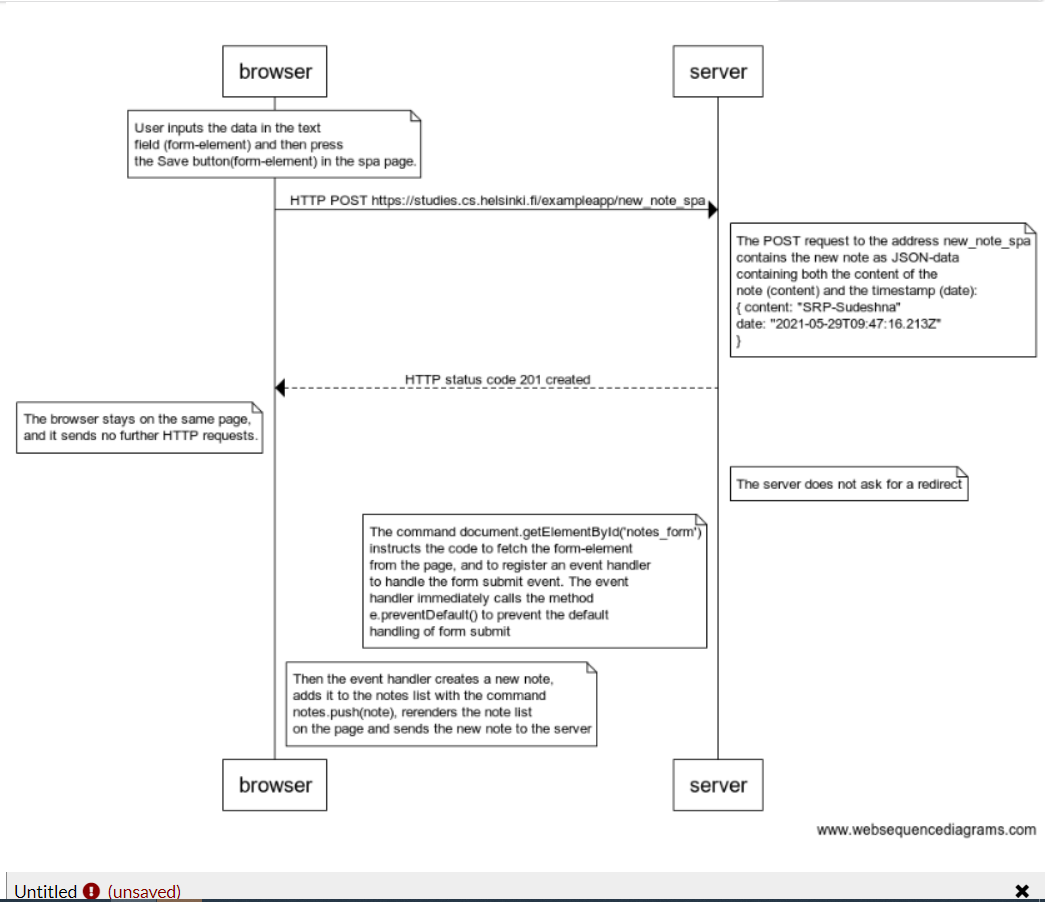 browser
server
User inputs the data in the text
field (form-element) and then press
the Save button(form-element) in the spa page.
HTTP POST https://studies.cs.helsinki.fi/exampleapp/new_note_spa
The POST request to the address new_note_spa
contains the new note as JSON-data
containing both the content of the
note (content) and the timestamp (date):
{ content: "SRP-Sudeshna"
date: "2021-05-29T09:47:16.213Z"
}
HTTP status code 201 created
The browser stays on the same page,
and it sends no further HTTP requests.
The server does not ask for a redirect
The command document.getElementById('notes_form')
instructs the code to fetch the form-element
from the page, and to register an event handler
to handle the form submit event. The event
handler immediately calls the method
e.preventDefault() to prevent the default
handling of form submit
Then the event handler creates a new note,
adds it to the notes list with the command
notes.push(note), rerenders the note list
on the page and sends the new note to the server
browser
server
www.websequencediagrams.com
Untitled ! (unsaved)